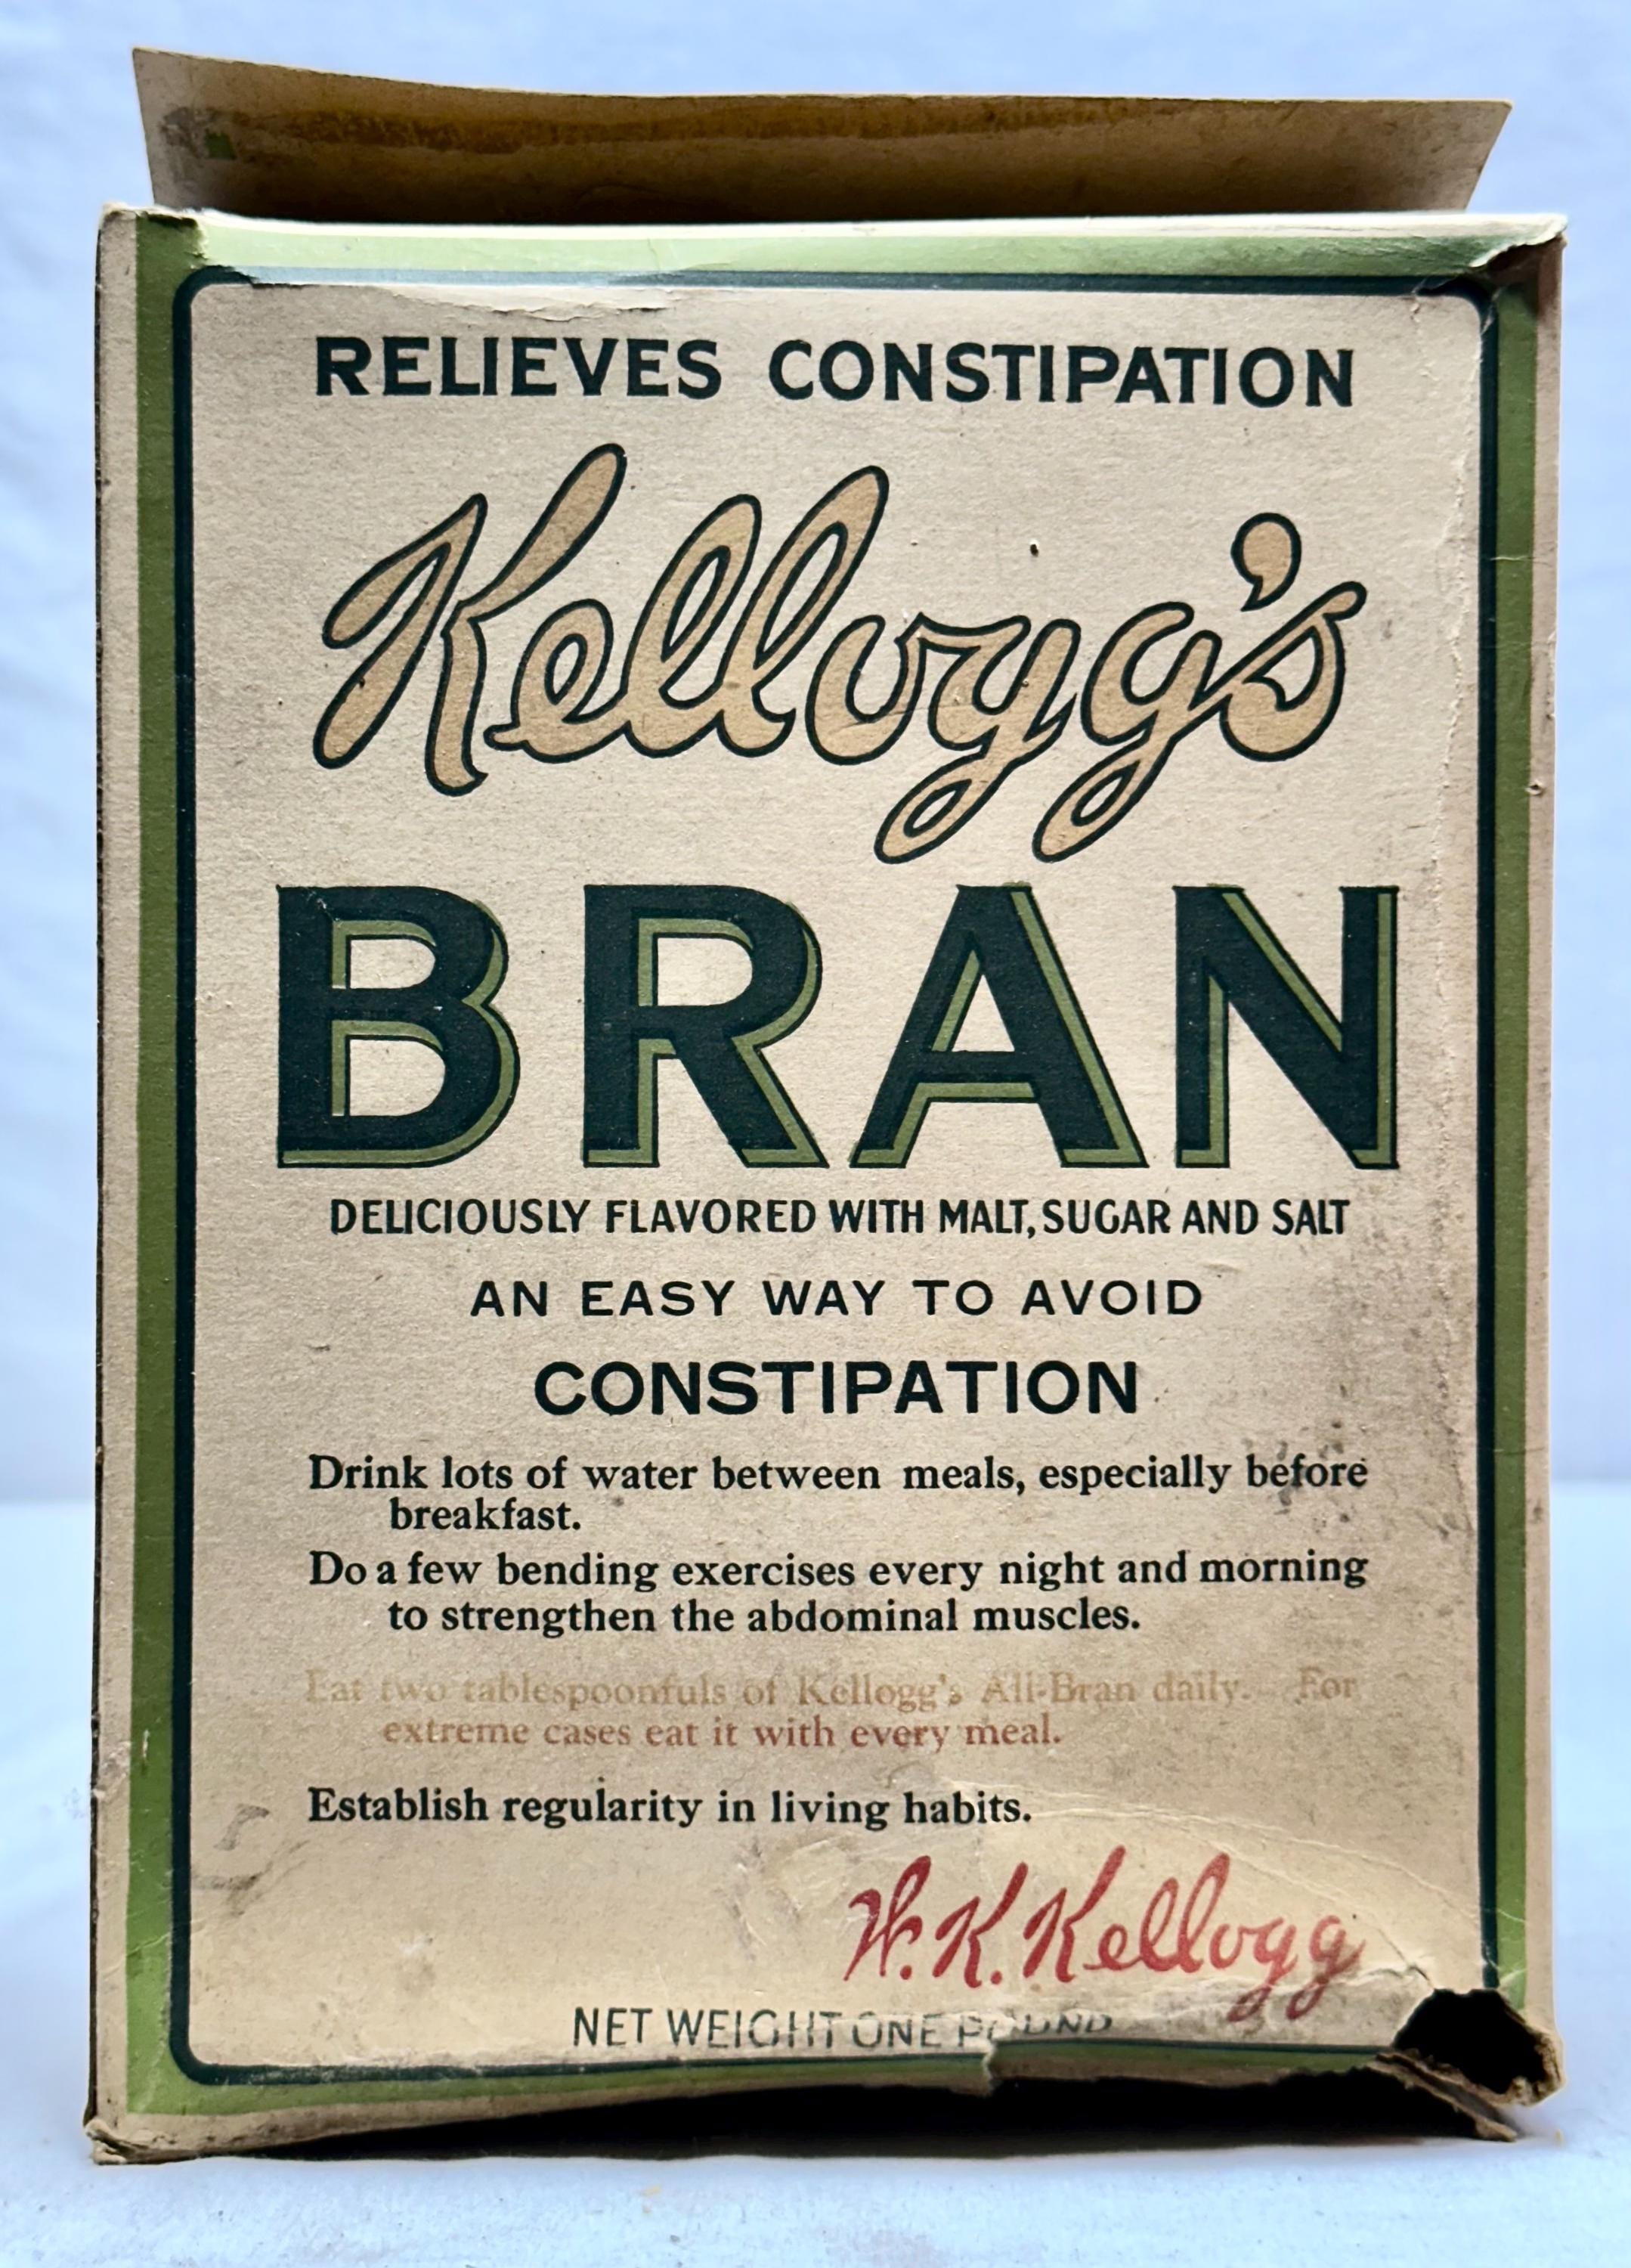 RELIEVES CONSTIPATION
Kellogg's
BRAN
DELICIOUSLY FLAVORED WITH MALT, SUGAR AND SALT
AN EASY WAY TO AVOID
CONSTIPATION
Drink lots of water between meals, especially before
breakfast.
Do a few bending exercises every night and morning
to strengthen the abdominal muscles.
Eat two tablespoonfuls of Kellogg's All-Bran daily. For
extreme cases eat it with every meal.
Establish regularity in living habits.
W. K. Kellogg
NET WEIGHT ONE POUND